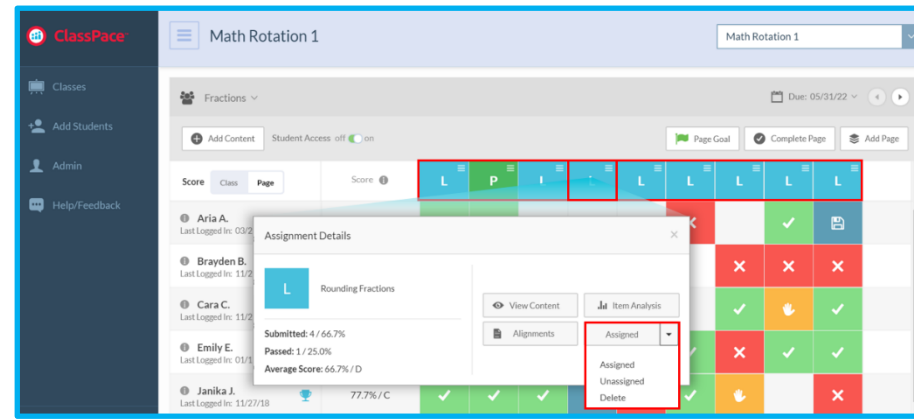 ClassPace
Math Rotation 1
Math Rotation 1
Classes
Add Students
Admin
Help/Feedback
Fractions
Due: 05/31/22
Add Content
Student Access off on
Page Goal
Complete Page
Add Page
Score Class Page
Score
L P L L L L L
Aria A.
Last Logged In: 03/2
Brayden B.
Last Logged In: 11/2
Cara C.
Last Logged In: 11/2
Emily E.
Last Logged In: 01/1
Janika J.
Last Logged In: 11/27/18
77.7% / C
Assignment Details
L
Rounding Fractions
Submitted: 4 / 66.7%
Passed: 1 / 25.0%
Average Score: 66.7% / D
View Content
Item Analysis
Alignments
Assigned
Assigned
Unassigned
Delete